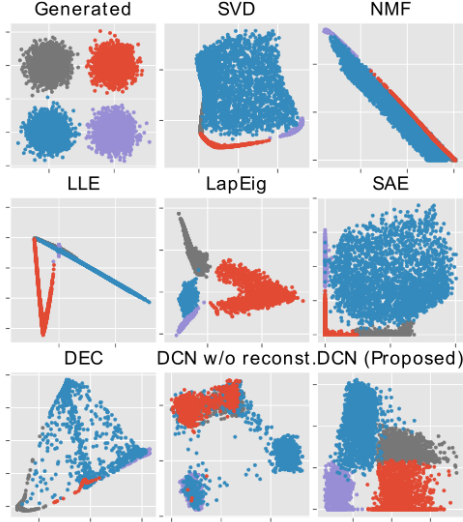 Generated SVD NMF
LLE LapEig SAE
DEC DCN w/o reconst. DCN (Proposed)